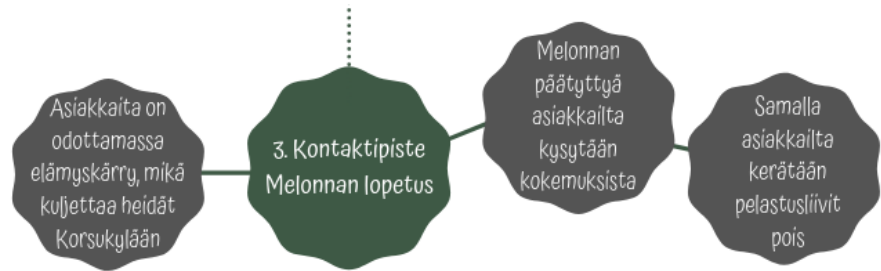 Asiakkaita on
odottamassa
elämyskärry, mikä
kuljettaa heidät
Korsukylään
3. Kontaktipiste
Melonnan lopetus
Melonnan
päätyttyä
asiakkailta
kysytään
kokemuksista
Samalla
asiakkailta
kerätään
pelastusliivit
pois